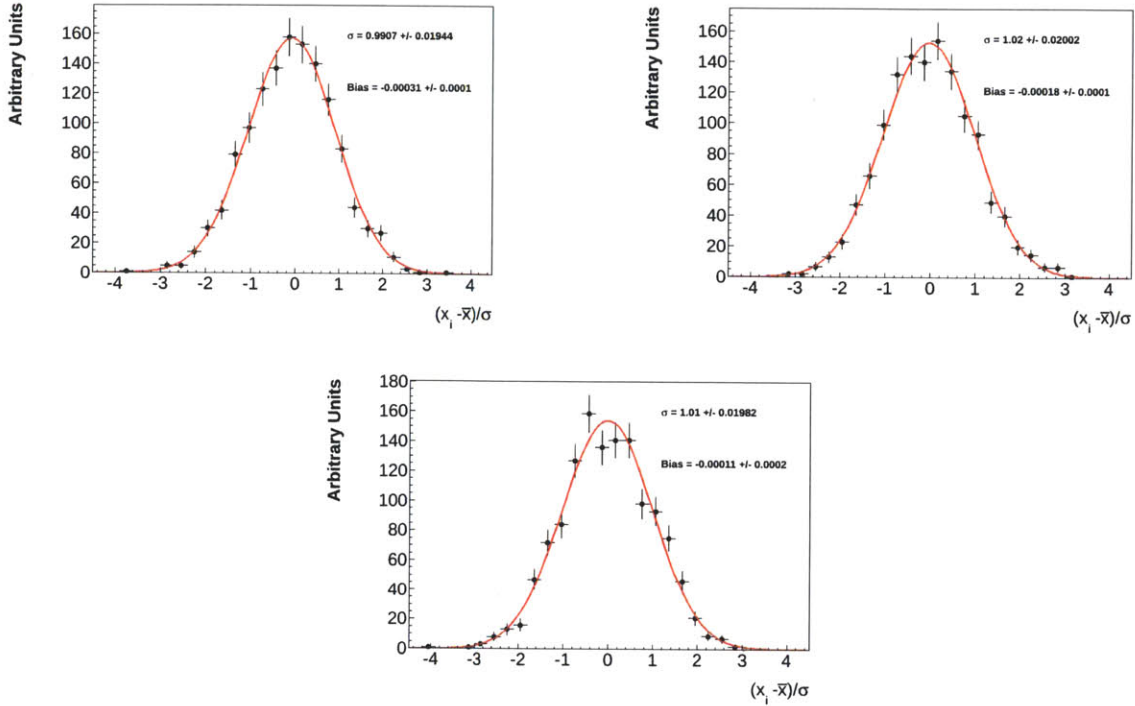 Arbitrary Units
160
140
120
100
80
60
40
20
0
σ = 0.9907 +/- 0.01944
Bias = -0.00031 +/- 0.0001
-4 -3 -2 -1 0 1 2 3 4
(x_i -x̅)/σ
Arbitrary Units
160
140
120
100
80
60
40
20
0
σ = 1.02 +/- 0.02002
Bias = -0.00018 +/- 0.0001
-4 -3 -2 -1 0 1 2 3 4
(x_i -x̅)/σ
Arbitrary Units
180
160
140
120
100
80
60
40
20
0
σ = 1.01 +/- 0.01982
Bias = -0.00011 +/- 0.0002
-4 -3 -2 -1 0 1 2 3 4
(x_i -x̅)/σ